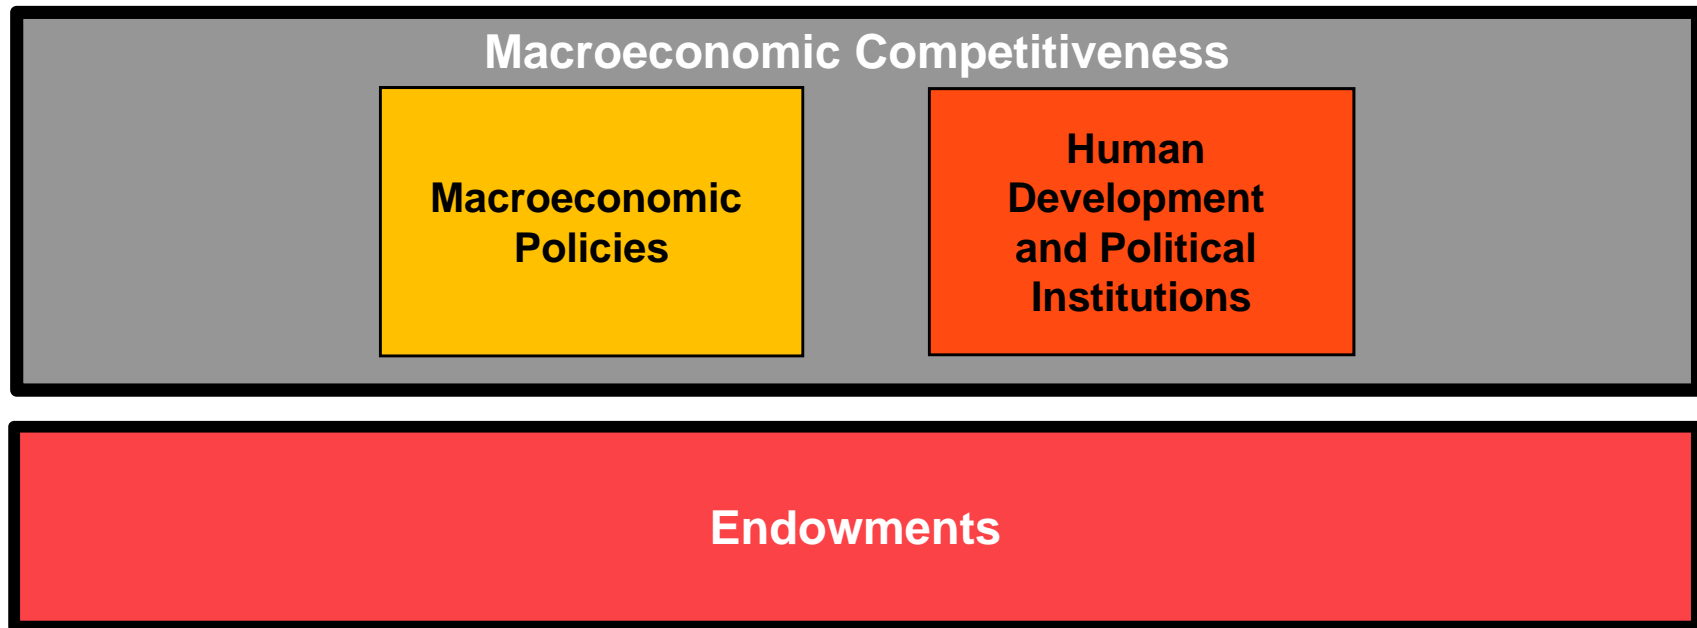 Macroeconomic Competitiveness
Macroeconomic
Policies
Human
Development
and Political
Institutions
Endowments